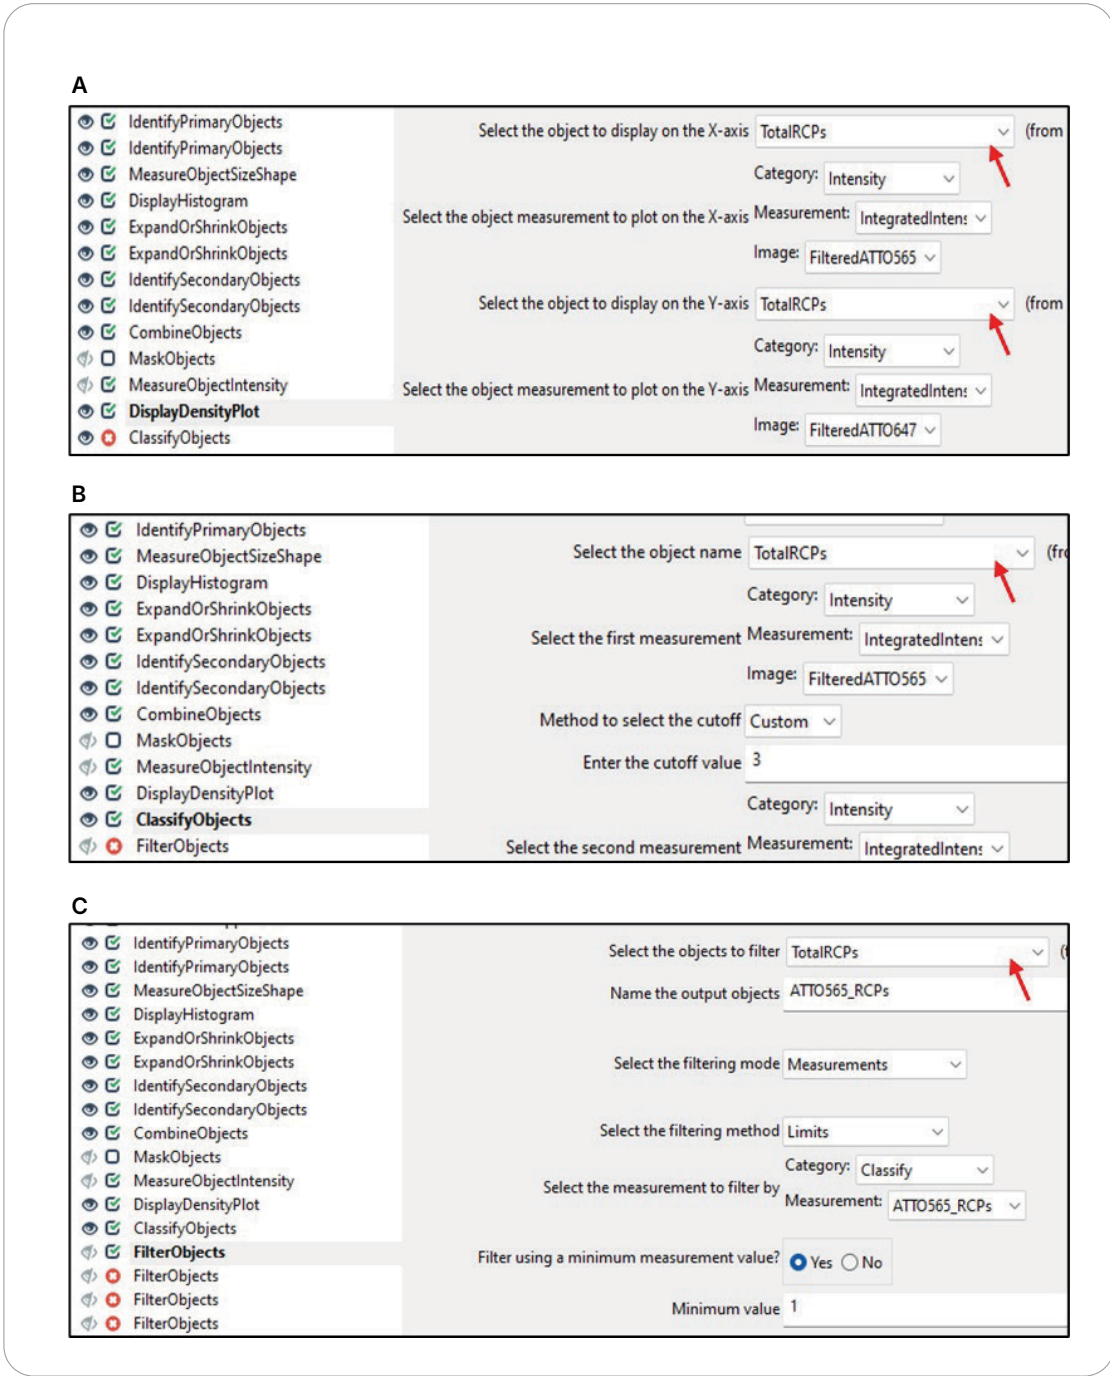 A
IdentifyPrimaryObjects
IdentifyPrimaryObjects
MeasureObjectSizeShape
DisplayHistogram
ExpandOrShrinkObjects
ExpandOrShrinkObjects
IdentifySecondaryObjects
IdentifySecondaryObjects
CombineObjects
MaskObjects
MeasureObjectIntensity
DisplayDensityPlot
ClassifyObjects
Select the object to display on the X-axis TotalRCPs (from
Category: Intensity
Select the object measurement to plot on the X-axis Measurement: IntegratedIntens
Image: FilteredATTO565
Select the object to display on the Y-axis TotalRCPs (from
Category: Intensity
Select the object measurement to plot on the Y-axis Measurement: IntegratedIntens
Image: FilteredATTO647
B
IdentifyPrimaryObjects
MeasureObjectSizeShape
DisplayHistogram
ExpandOrShrinkObjects
ExpandOrShrinkObjects
IdentifySecondaryObjects
IdentifySecondaryObjects
CombineObjects
MaskObjects
MeasureObjectIntensity
DisplayDensityPlot
ClassifyObjects
FilterObjects
Select the object name TotalRCPs (fro
Category: Intensity
Select the first measurement Measurement: IntegratedIntens
Image: FilteredATTO565
Method to select the cutoff Custom
Enter the cutoff value 3
Category: Intensity
Select the second measurement Measurement: IntegratedIntens
C
IdentifyPrimaryObjects
IdentifyPrimaryObjects
MeasureObjectSizeShape
DisplayHistogram
ExpandOrShrinkObjects
ExpandOrShrinkObjects
IdentifySecondaryObjects
IdentifySecondaryObjects
CombineObjects
MaskObjects
MeasureObjectIntensity
DisplayDensityPlot
ClassifyObjects
FilterObjects
FilterObjects
FilterObjects
FilterObjects
Select the objects to filter TotalRCPs
Name the output objects ATTO565_RCPs
Select the filtering mode Measurements
Select the filtering method Limits
Category: Classify
Select the measurement to filter by
Measurement: ATTO565_RCPs
Filter using a minimum measurement value? Yes No
Minimum value 1